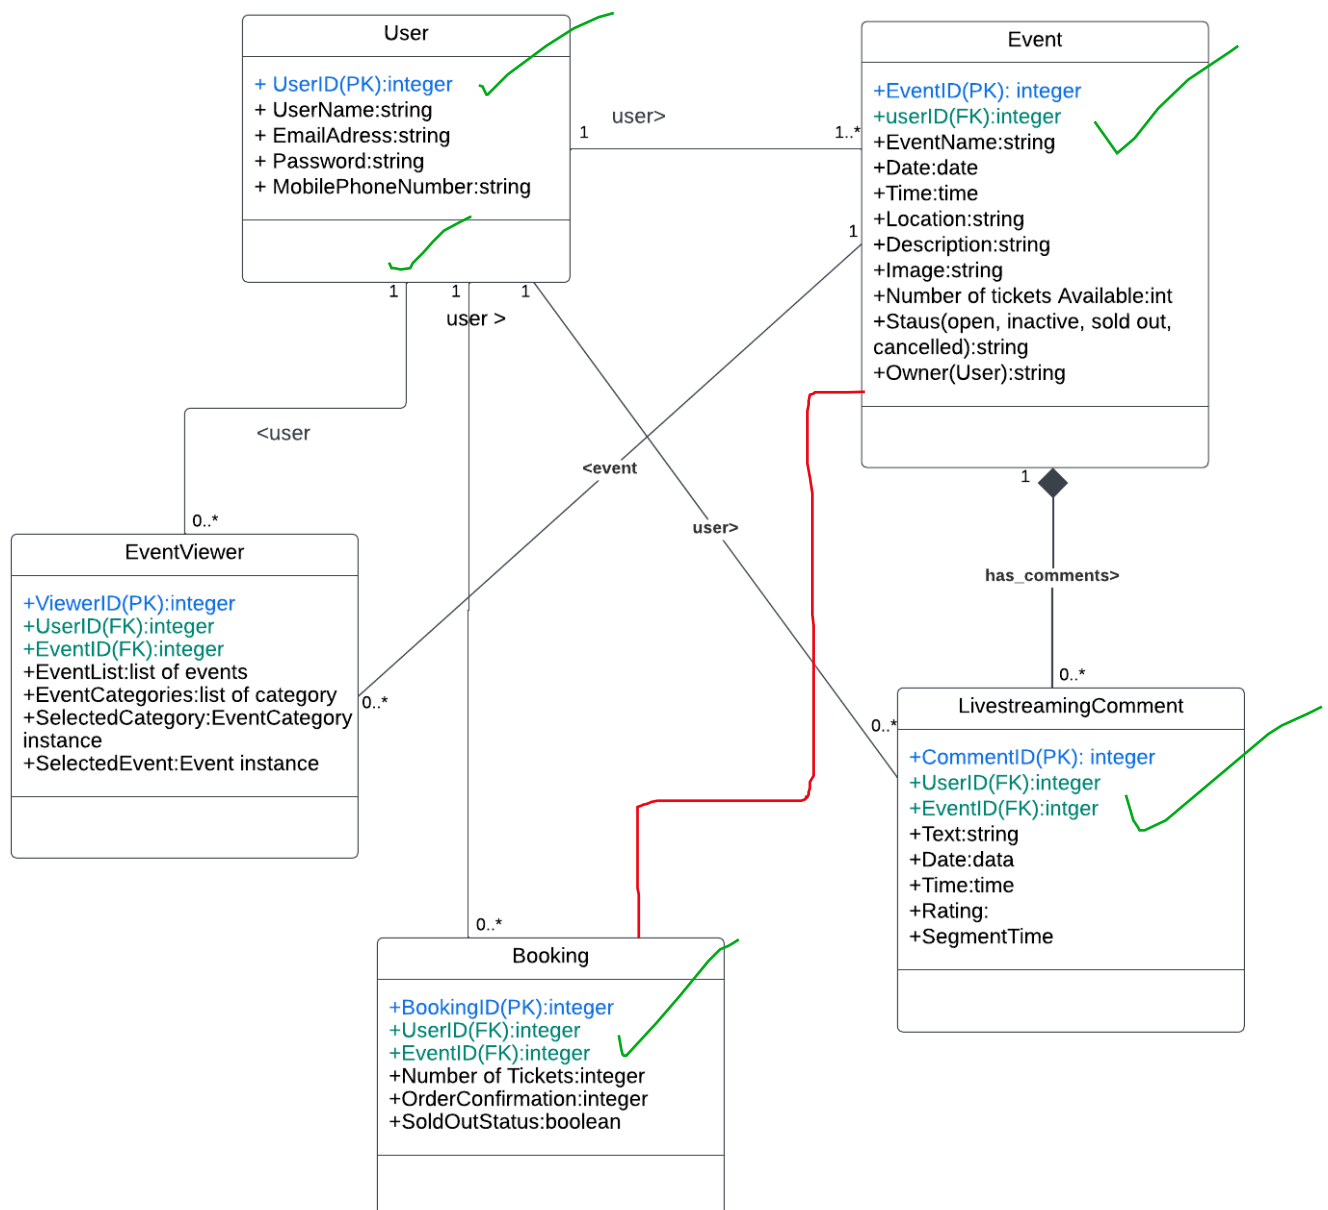 User
+ UserID(PK):integer
+ UserName:string
+ EmailAdress:string
+ Password:string
+ MobilePhoneNumber:string
1
user>
1..*
Event
+EventID(PK): integer
+userID(FK):integer
+EventName:string
+Date:date
+Time:time
+Location:string
+Description:string
+Image:string
+Number of tickets Available:int
+Staus(open, inactive, sold out,
cancelled):string
+Owner(User):string
1
1
1
1
user >
<user
<event
user>
1
has_comments>
0..*
0..*
0..*
0..*
0..*
EventViewer
+ViewerID(PK):integer
+UserID(FK):integer
+EventID(FK):integer
+EventList:list of events
+EventCategories:list of category
+SelectedCategory:EventCategory
instance
+SelectedEvent:Event instance
LivestreamingComment
+CommentID(PK): integer
+UserID(FK):integer
+EventID(FK):intger
+Text:string
+Date:data
+Time:time
+Rating:
+SegmentTime
Booking
+BookingID(PK):integer
+UserID(FK):integer
+EventID(FK):integer
+Number of Tickets:integer
+OrderConfirmation:integer
+SoldOutStatus:boolean